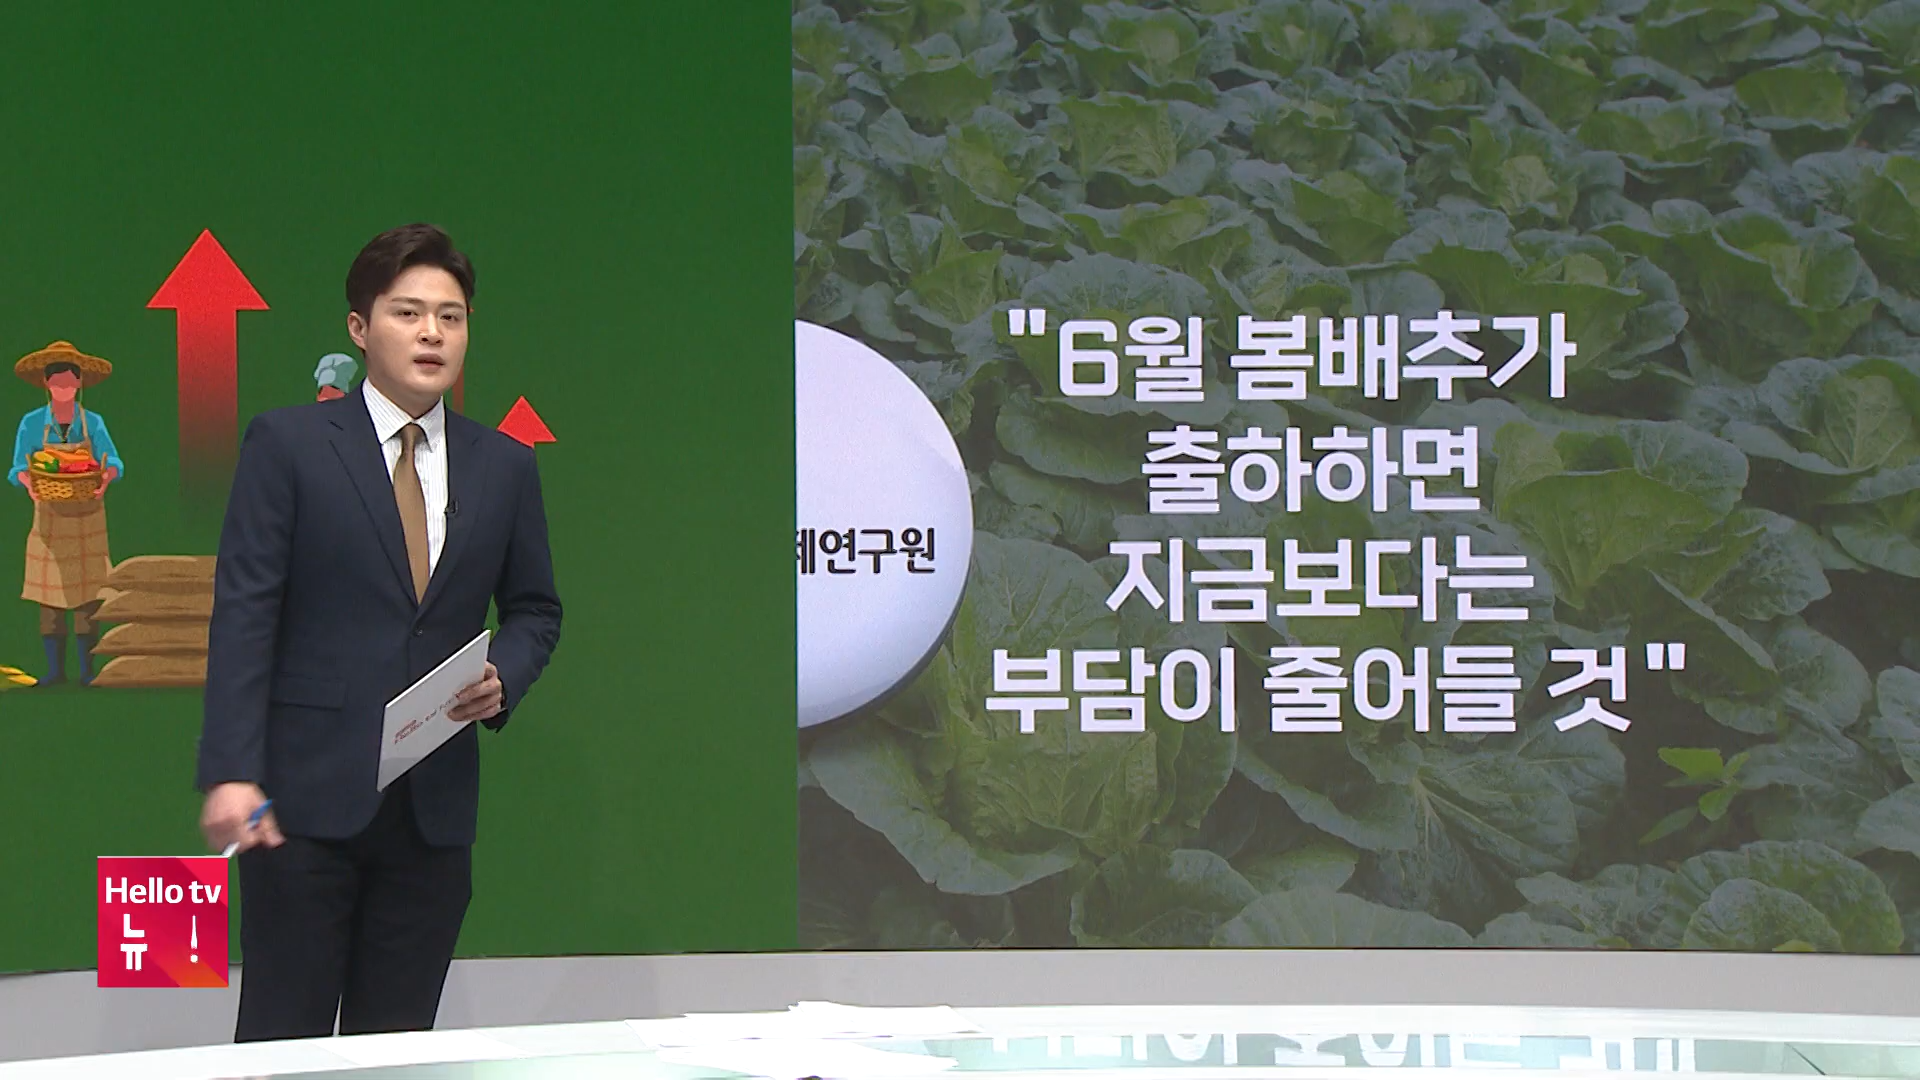 "6월 봄배추가
출하하면
지금보다는
부담이 줄어들 것"
제연구원
Hello tv
뉴!